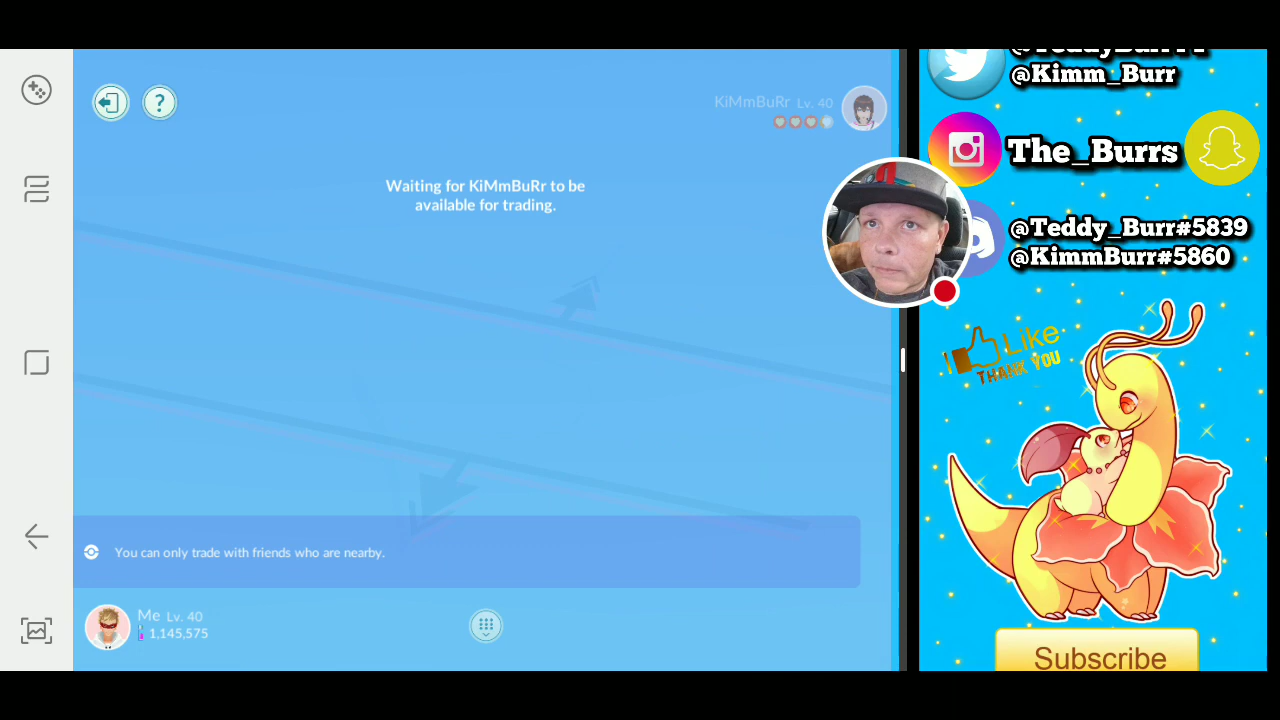 KiMmBuRr Lv. 40
Waiting for KiMmBuRr to be
available for trading.
You can only trade with friends who are nearby.
Me Lv. 40
1,145,575
@Kimm_Burr
The_Burrs
@Teddy_Burr#5839
@KimmBurr#5860
Like
THANK YOU
Subscribe